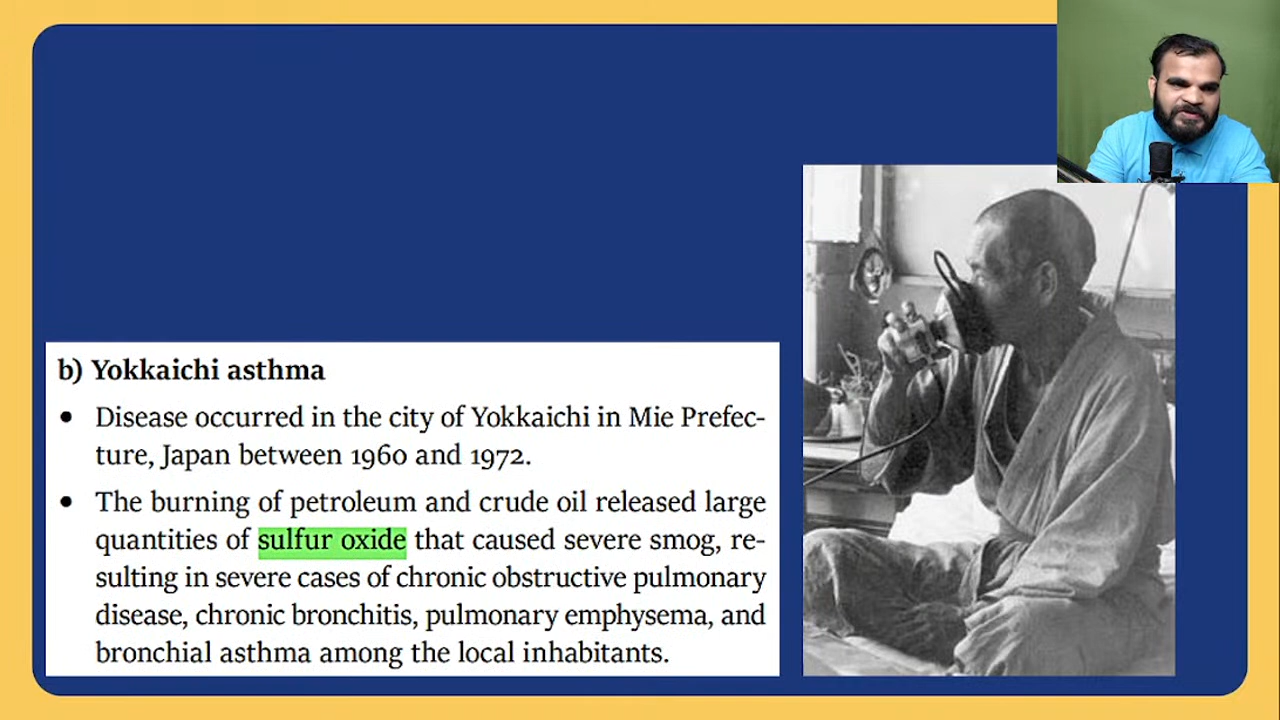 b) Yokkaichi asthma
• Disease occurred in the city of Yokkaichi in Mie Prefec-
ture, Japan between 1960 and 1972.
• The burning of petroleum and crude oil released large
quantities of sulfur oxide that caused severe smog, re-
sulting in severe cases of chronic obstructive pulmonary
disease, chronic bronchitis, pulmonary emphysema, and
bronchial asthma among the local inhabitants.